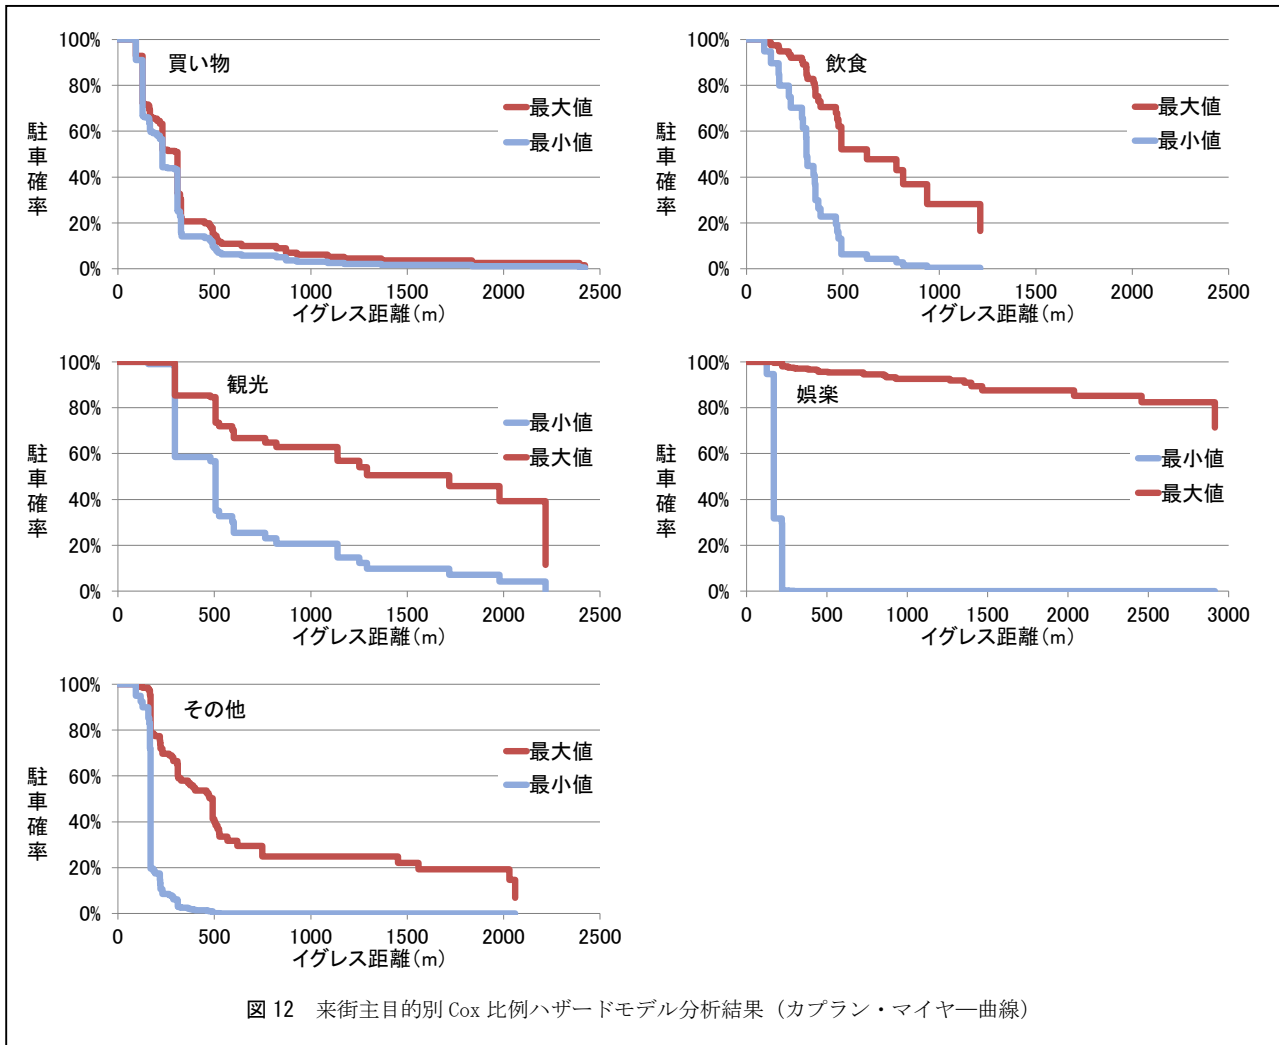 買い物
100%
80%
60%
40%
20%
0%
駐車確率
最大値
最小値
0 500 1000 1500 2000 2500
イグレス距離(m)
飲食
100%
80%
60%
40%
20%
0%
駐車確率
最大値
最小値
0 500 1000 1500 2000 2500
イグレス距離(m)
観光
100%
80%
60%
40%
20%
0%
駐車確率
最小値
最大値
0 500 1000 1500 2000 2500
イグレス距離(m)
娯楽
100%
80%
60%
40%
20%
0%
駐車確率
最小値
最大値
0 500 1000 1500 2000 2500 3000
イグレス距離(m)
その他
100%
80%
60%
40%
20%
0%
駐車確率
最大値
最小値
0 500 1000 1500 2000 2500
イグレス距離(m)
図 12 来街主目的別 Cox 比例ハザードモデル分析結果（カプラン・マイヤ―曲線）